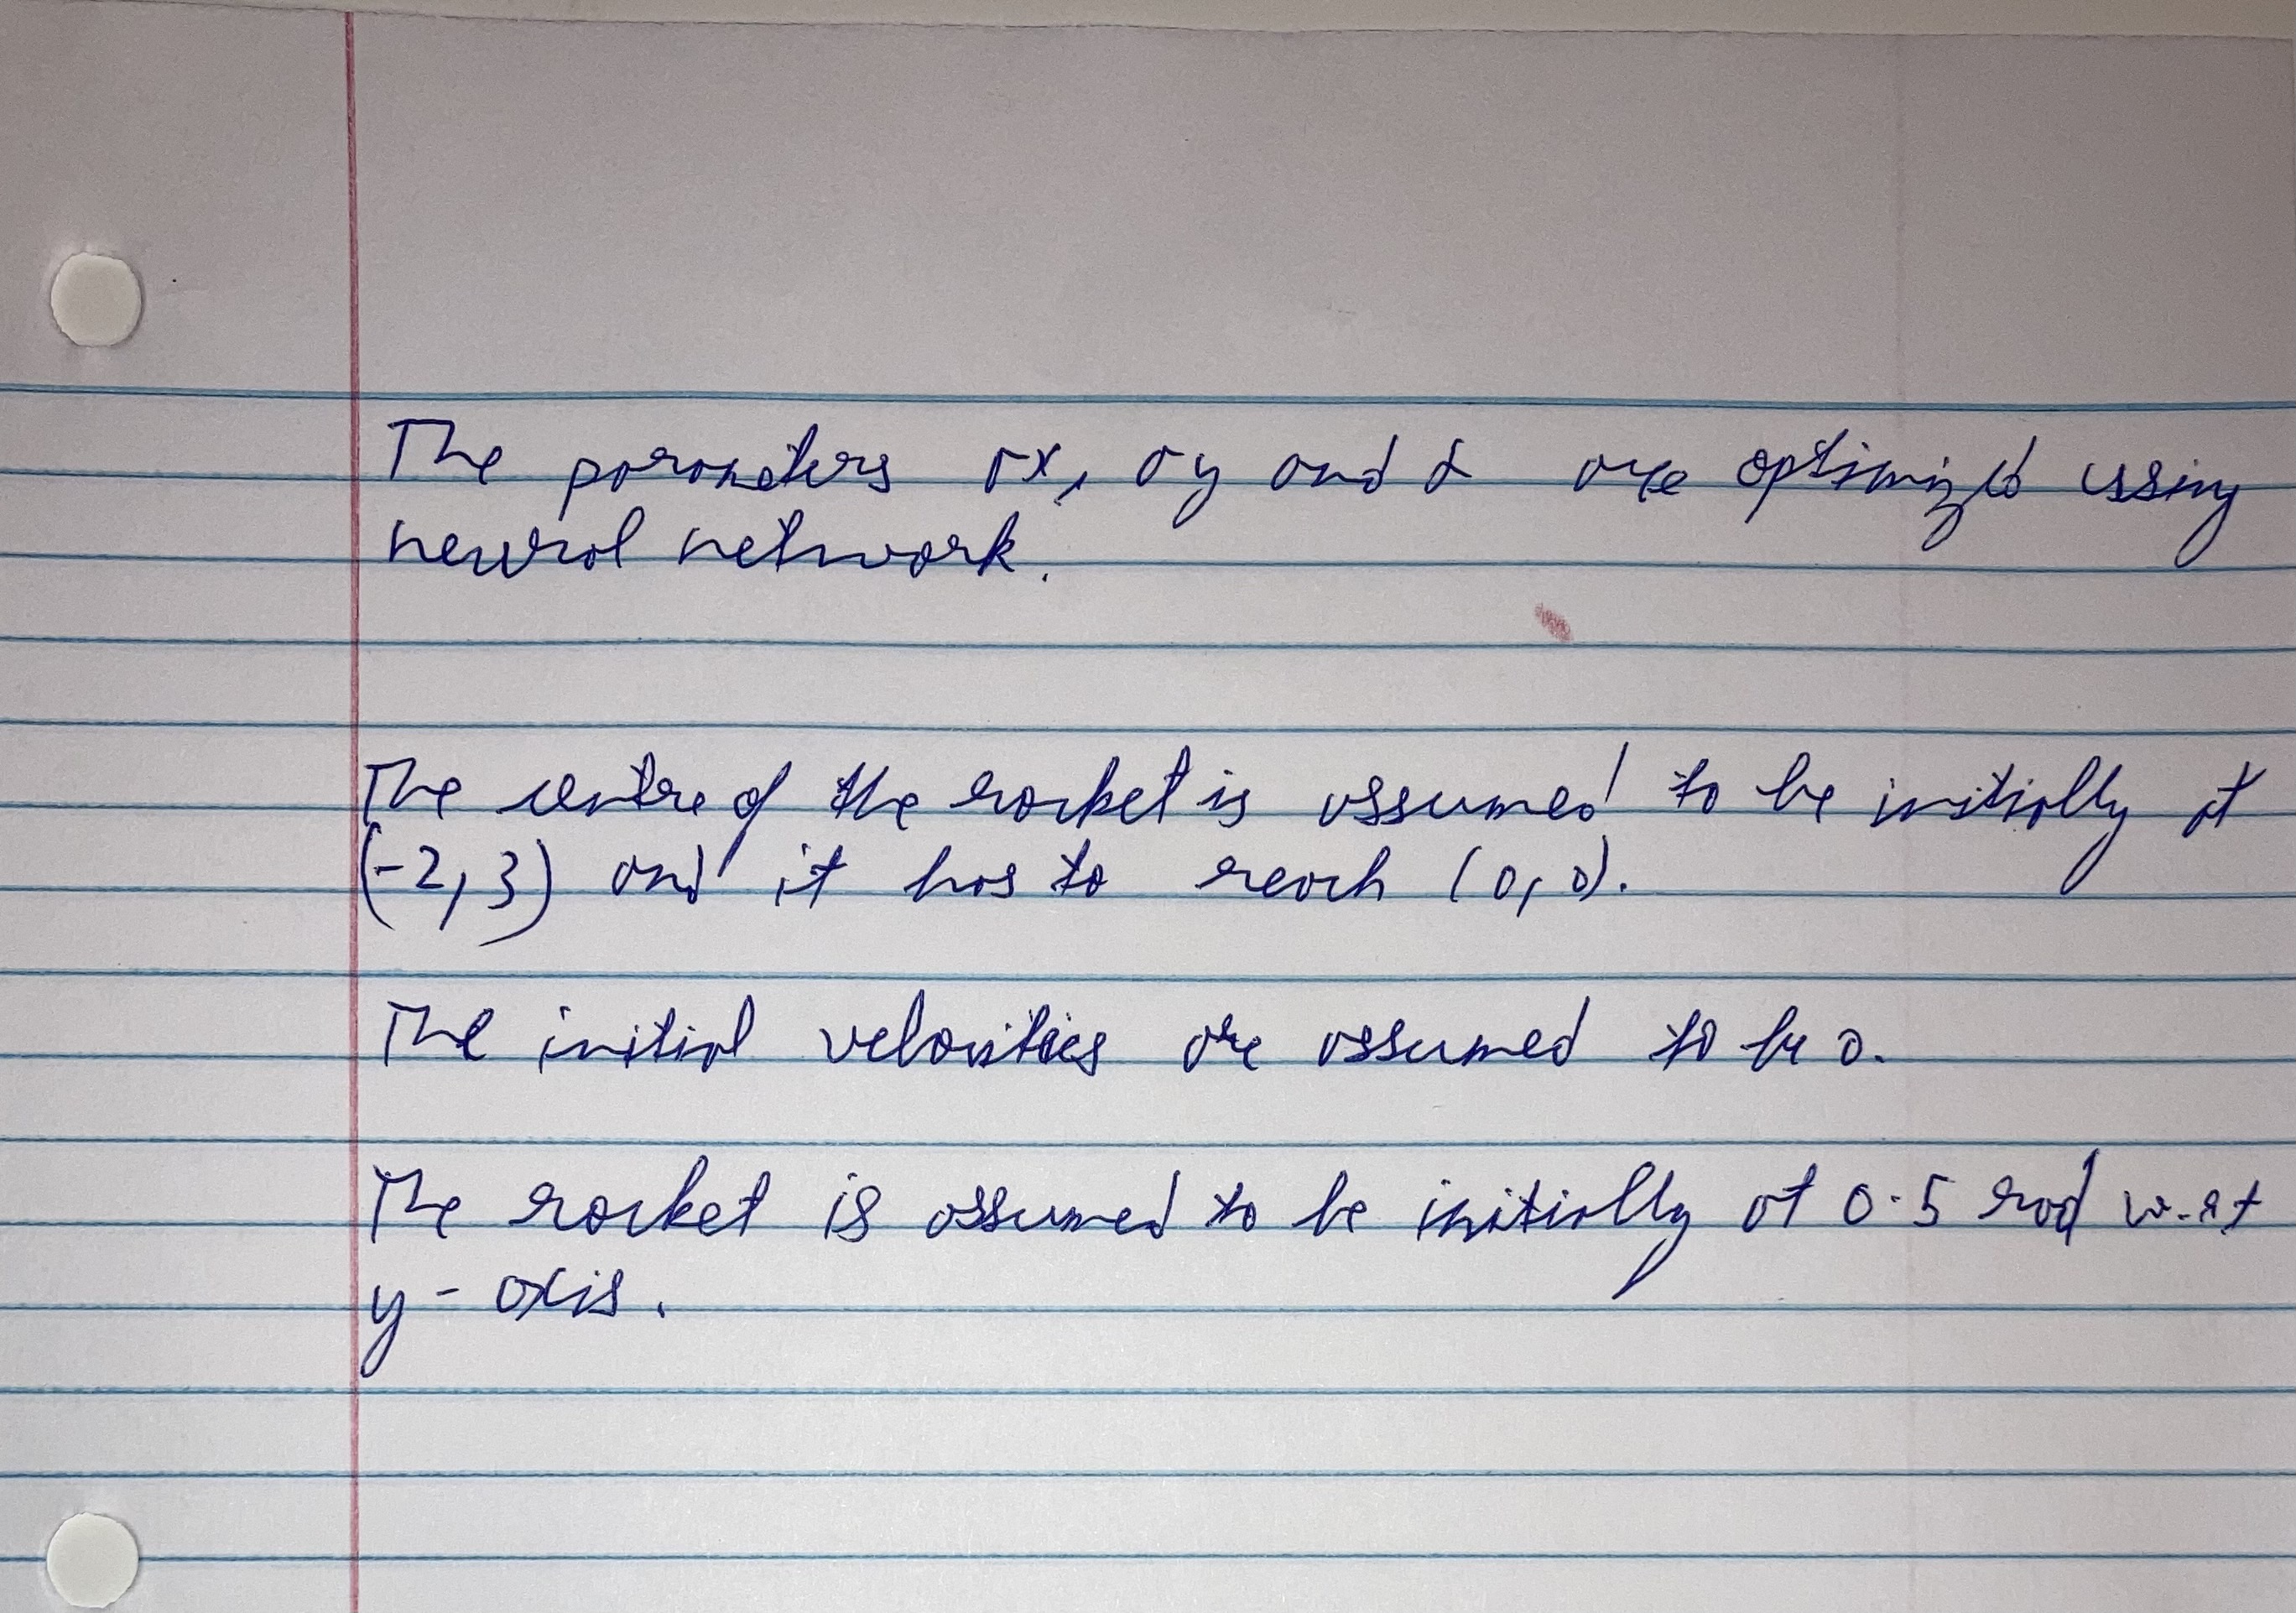 The parameters σx, σy and α are optimized using
neural network.
The centre of the rocket is assumed to be initially at
(-2,3) and it has to reach (0,0).
The initial velocities are assumed to be 0.
The rocket is assumed to be initially at 0.5 rad w.r.t
y-axis.